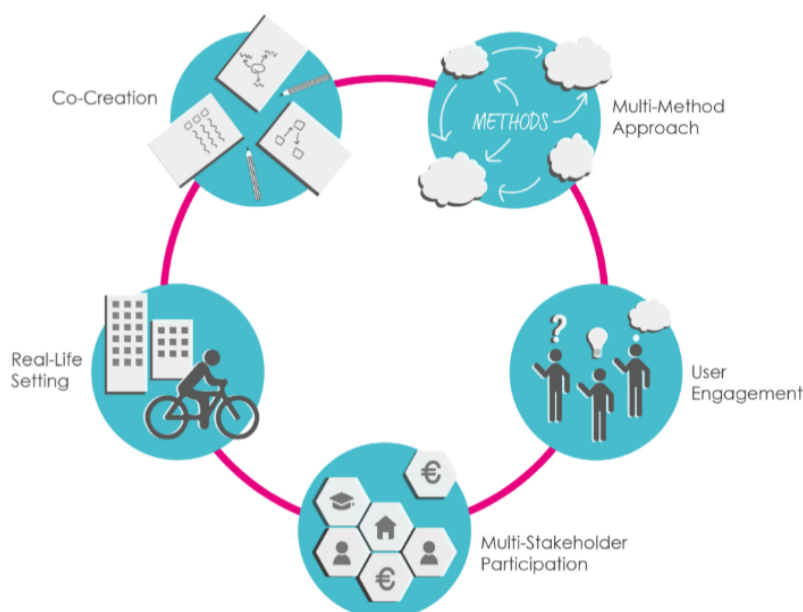 Co-Creation
METHODS
Multi-Method
Approach
Real-Life
Setting
?
User
Engagement
€
€
Multi-Stakeholder
Participation